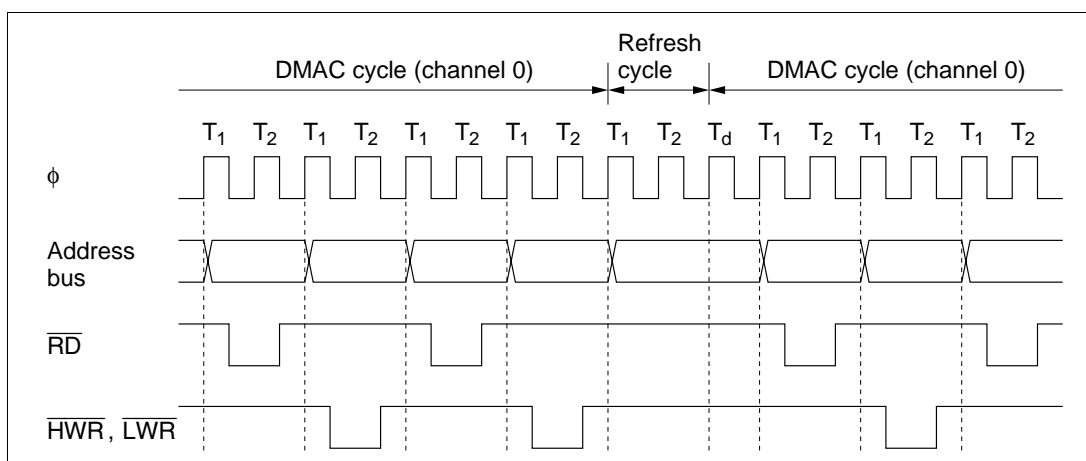 Refresh
cycle
DMAC cycle (channel 0)
DMAC cycle (channel 0)
T1 T2 T1 T2 T1 T2 T1 T2 T1 T2 Td T1 T2 T1 T2 T1 T2
ϕ
Address
bus
RD
HWR, LWR